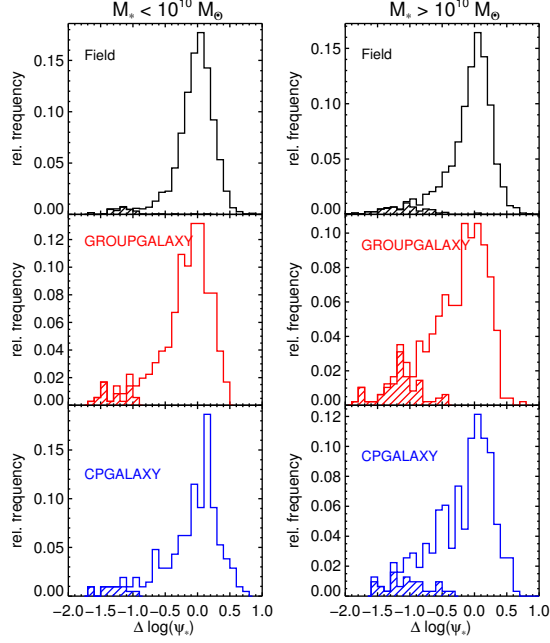 M* < 10^10 M⊙ M* > 10^10 M⊙
Field Field
rel. frequency rel. frequency
0.15 0.15
0.10 0.10
0.05 0.05
0.00 0.00
GROUPGALAXY GROUPGALAXY
rel. frequency rel. frequency
0.12 0.10
0.10 0.08
0.08 0.06
0.06 0.04
0.04 0.02
0.02 0.00
0.00
CPGALAXY CPGALAXY
rel. frequency rel. frequency
0.15 0.12
0.10 0.10
0.05 0.08
0.00 0.06
0.04
0.02
0.00
−2.0 −1.5 −1.0 −0.5 0.0 0.5 1.0 −2.0 −1.5 −1.0 −0.5 0.0 0.5 1.0
Δ log(ψ*) Δ log(ψ*)